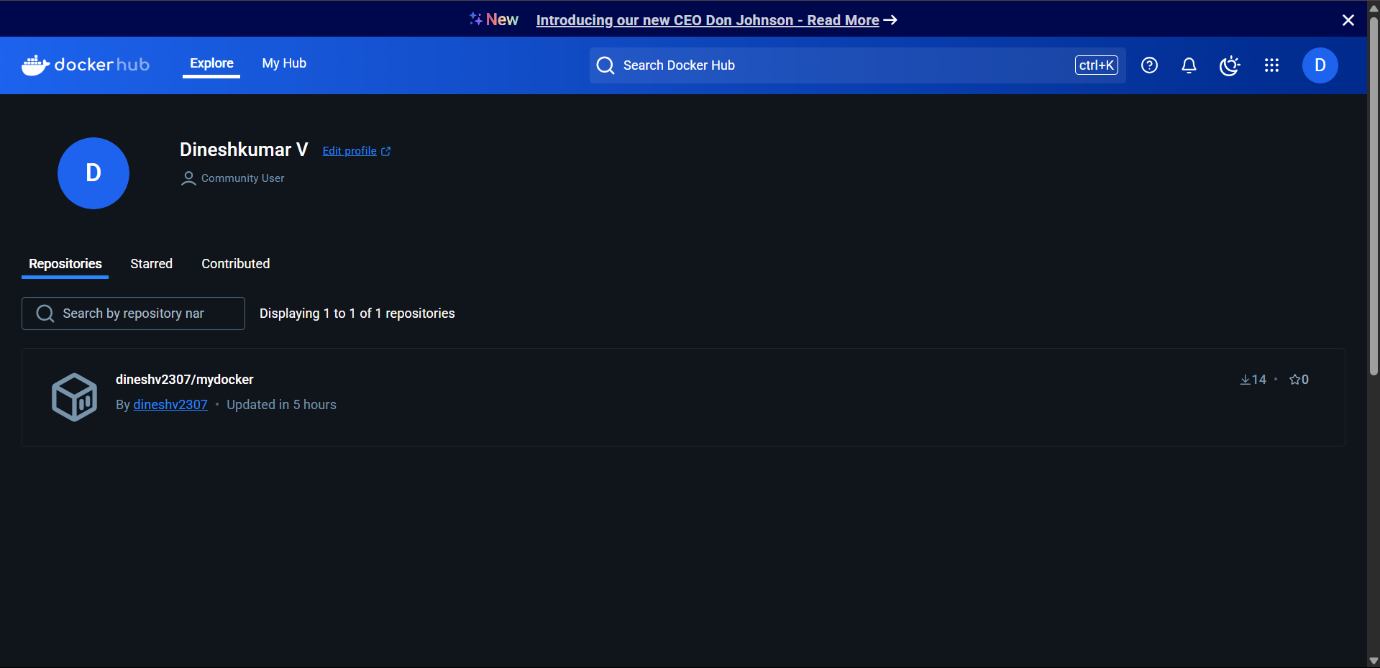 New Introducing our new CEO Don Johnson - Read More →
dockerhub Explore My Hub Search Docker Hub ctrl+K ? D
D
Dineshkumar V Edit profile
Community User
Repositories Starred Contributed
Search by repository nar Displaying 1 to 1 of 1 repositories
dineshv2307/mydocker 14 • 0
By dineshv2307 • Updated in 5 hours